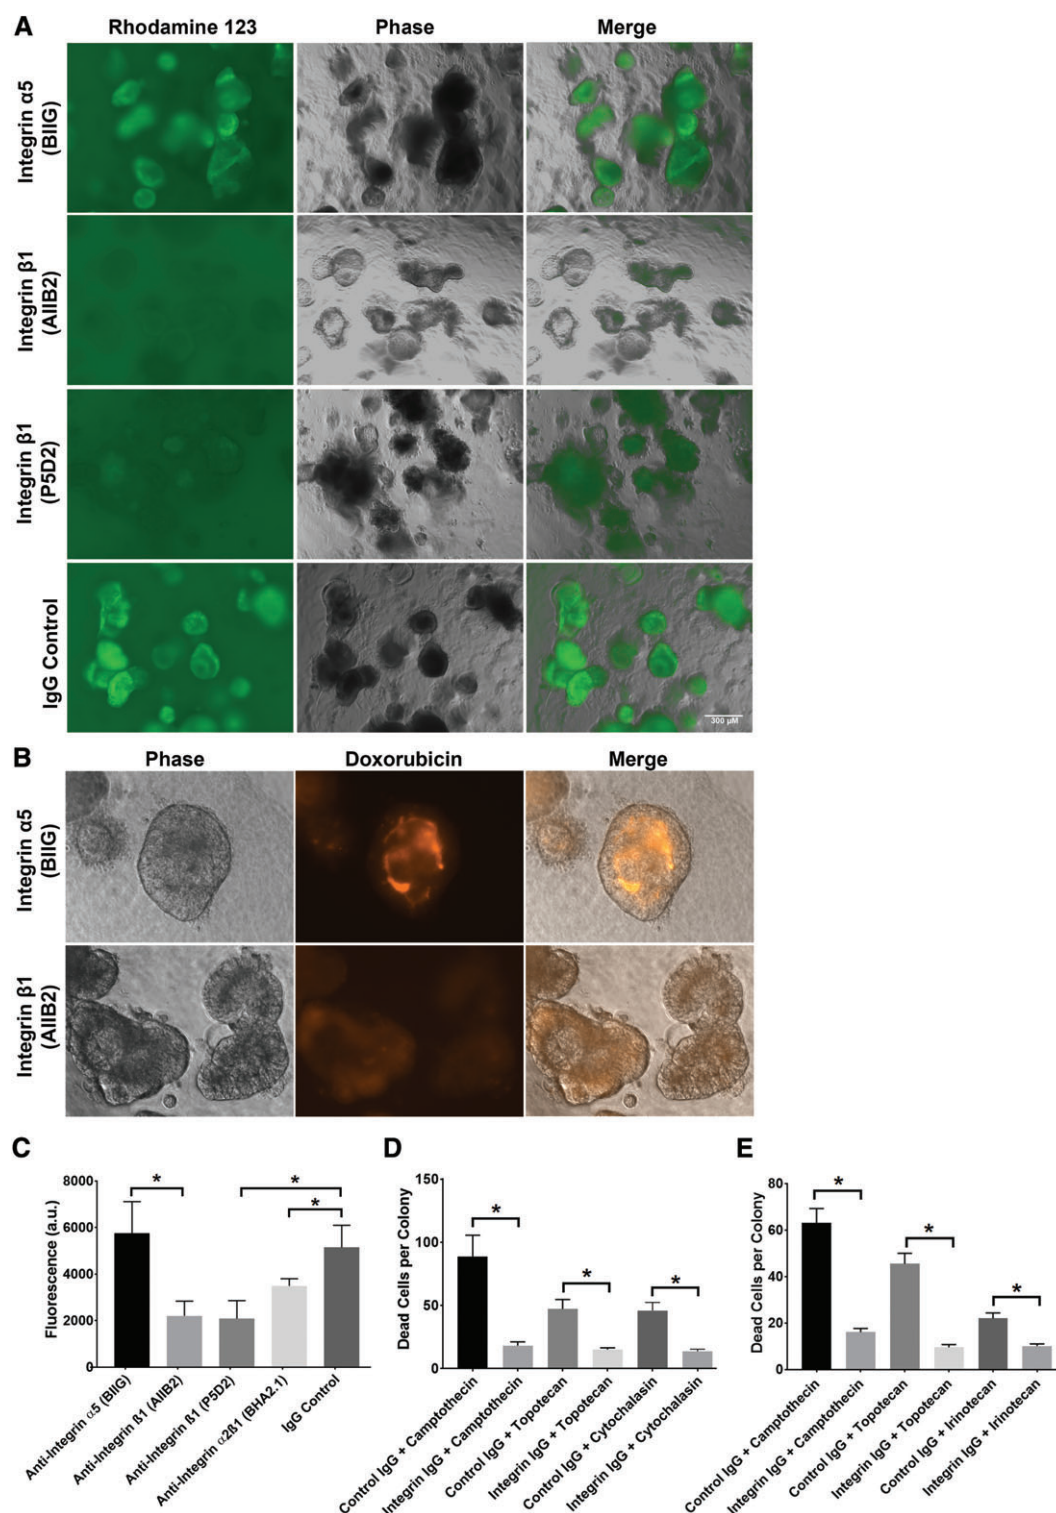 A
Rhodamine 123
Phase
Merge
Integrin α5
(BIIG)
Integrin β1
(AIIB2)
Integrin β1
(P5D2)
IgG Control
300 µM
B
Phase
Doxorubicin
Merge
Integrin α5
(BIIG)
Integrin β1
(AIIB2)
C
Fluorescence (a.u.)
8000
6000
4000
2000
0
*
*
*
Anti-Integrin α5 (BIIG)
Anti-Integrin ß1 (AIIB2)
Anti-Integrin ß1 (P5D2)
Anti-Integrin α2ß1 (BHA2.1)
IgG Control
D
Dead Cells per Colony
150
100
50
0
*
*
*
Control IgG + Camptothecin
Integrin IgG + Camptothecin
Control IgG + Topotecan
Integrin IgG + Topotecan
Control IgG + Cytochalasin
Integrin IgG + Cytochalasin
E
Dead Cells per Colony
80
60
40
20
0
*
*
*
Control IgG + Camptothecin
Integrin IgG + Camptothecin
Control IgG + Topotecan
Integrin IgG + Topotecan
Control IgG + Irinotecan
Integrin IgG + Irinotecan